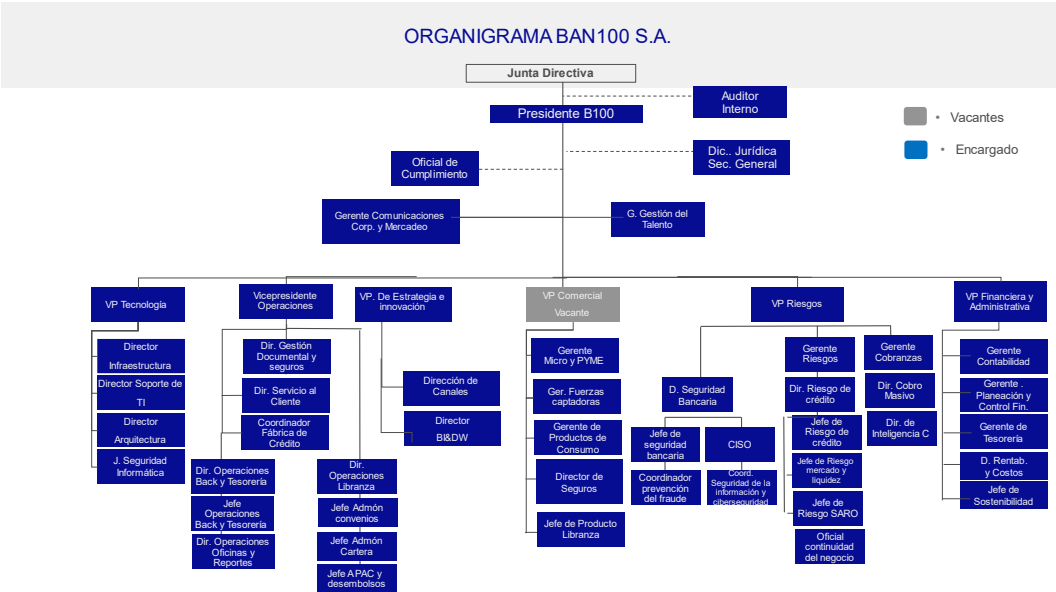 ORGANIGRAMA BAN100 S.A.
Junta Directiva
Auditor
Interno
Presidente B100
• Vacantes
• Encargado
Dic.. Jurídica
Sec. General
Oficial de
Cumplimiento
Gerente Comunicaciones
Corp. y Mercadeo
G. Gestión del
Talento
VP Tecnología
Vicepresidente
Operaciones
VP. De Estrategia e
innovación
VP Comercial
Vacante
VP Riesgos
VP Financiera y
Administrativa
Director
Infraestructura
Director Soporte de
TI
Director
Arquitectura
J. Seguridad
Informática
Dir. Gestión
Documental y
seguros
Dir. Servicio al
Cliente
Coordinador
Fábrica de
Crédito
Dir. Operaciones
Back y Tesorería
Jefe
Operaciones
Back y Tesorería
Dir. Operaciones
Oficinas y
Reportes
Dir.
Operaciones
Libranza
Jefe Admón
convenios
Jefe Admón
Cartera
Jefe APAC y
desembolsos
Dirección de
Canales
Director
BI&DW
Gerente
Micro y PYME
Ger. Fuerzas
captadoras
Gerente de
Productos de
Consumo
Director de
Seguros
Jefe de Producto
Libranza
D. Seguridad
Bancaria
Jefe de
seguridad
bancaria
CISO
Coordinador
prevención
del fraude
Coord.
Seguridad de la
información y
ciberseguridad
Gerente
Riesgos
Dir. Riesgo de
crédito
Jefe de
Riesgo de
crédito
Jefe de Riesgo
mercado y
liquidez
Jefe de
Riesgo SARO
Oficial
continuidad
del negocio
Gerente
Cobranzas
Dir. Cobro
Masivo
Dir. de
Inteligencia C
Gerente
Contabilidad
Gerente .
Planeación y
Control Fin.
Gerente de
Tesorería
D. Rentab.
y Costos
Jefe de
Sostenibilidad